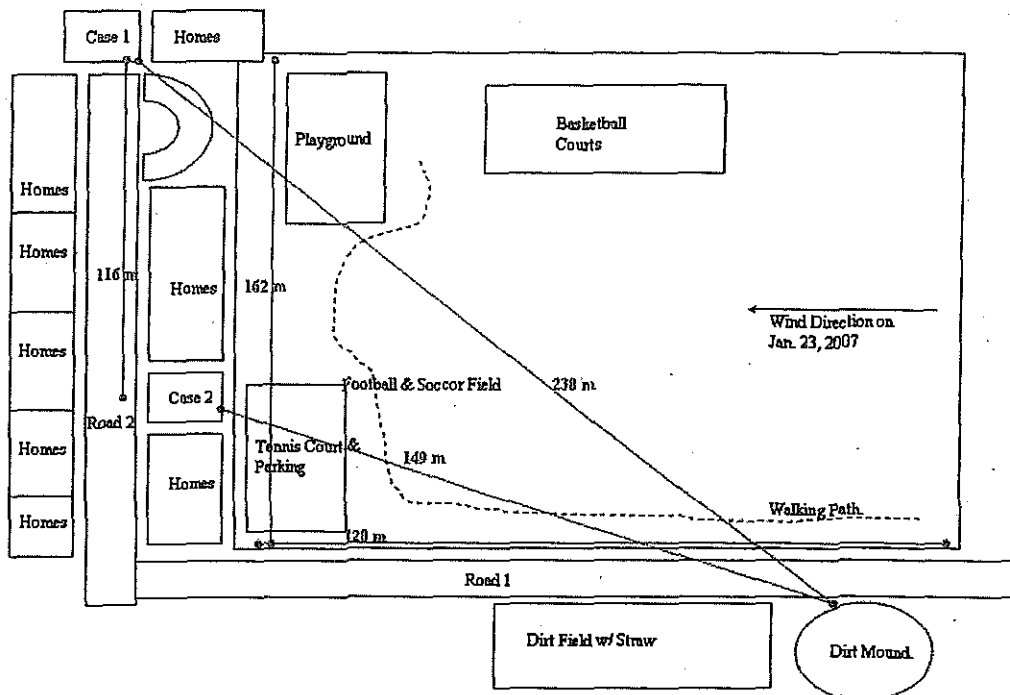 Case 1
Homes
Playground
Basketball
Courts
Homes
Homes
116 m
Homes
162 m
Wind Direction on
Jan. 23, 2007
Homes
Case 2
Football & Soccor Field
238 m
Road 2
Homes
Tennis Court &
Parking
149 m
Homes
Homes
Walking Path
Road 1
Dirt Field w/ Straw
Dirt Mound